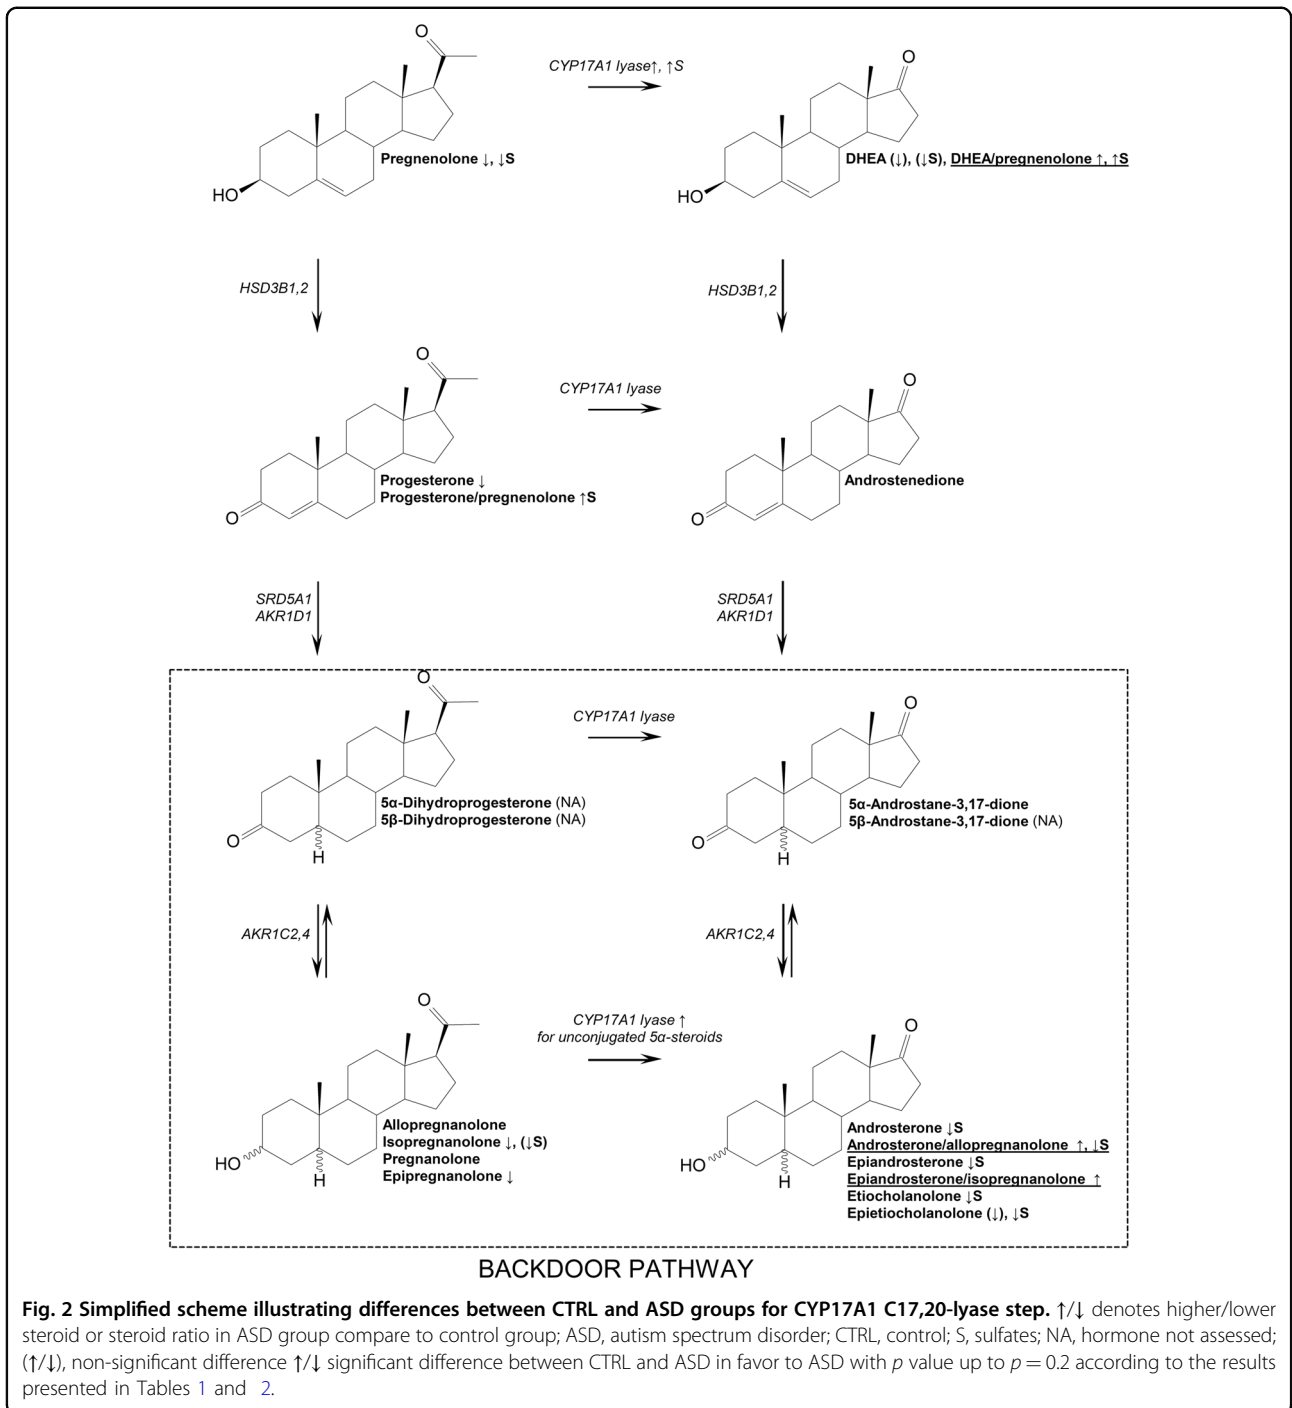 O
O
CYP17A1 lyase↑, ↑S
Pregnenolone ↓, ↓S
DHEA (↓), (↓S), DHEA/pregnenolone ↑, ↑S
HO
HO
HSD3B1,2
HSD3B1,2
O
O
CYP17A1 lyase
Progesterone ↓
Progesterone/pregnenolone ↑S
Androstenedione
O
O
SRD5A1
AKR1D1
SRD5A1
AKR1D1
O
O
CYP17A1 lyase
5α-Dihydroprogesterone (NA)
5β-Dihydroprogesterone (NA)
5α-Androstane-3,17-dione
5β-Androstane-3,17-dione (NA)
O
O
H
H
AKR1C2,4
AKR1C2,4
O
O
CYP17A1 lyase ↑
for unconjugated 5α-steroids
Allopregnanolone
Isopregnanolone ↓, (↓S)
Pregnanolone
Epipregnanolone ↓
Androsterone ↓S
Androsterone/allopregnanolone ↑, ↓S
Epiandrosterone ↓S
Epiandrosterone/isopregnanolone ↑
Etiocholanolone ↓S
Epietiocholanolone (↓), ↓S
HO
HO
H
H
BACKDOOR PATHWAY
Fig. 2 Simplified scheme illustrating differences between CTRL and ASD groups for CYP17A1 C17,20-lyase step. ↑/↓ denotes higher/lower
steroid or steroid ratio in ASD group compare to control group; ASD, autism spectrum disorder; CTRL, control; S, sulfates; NA, hormone not assessed;
(↑/↓), non-significant difference ↑/↓ significant difference between CTRL and ASD in favor to ASD with p value up to p = 0.2 according to the results
presented in Tables 1 and 2.